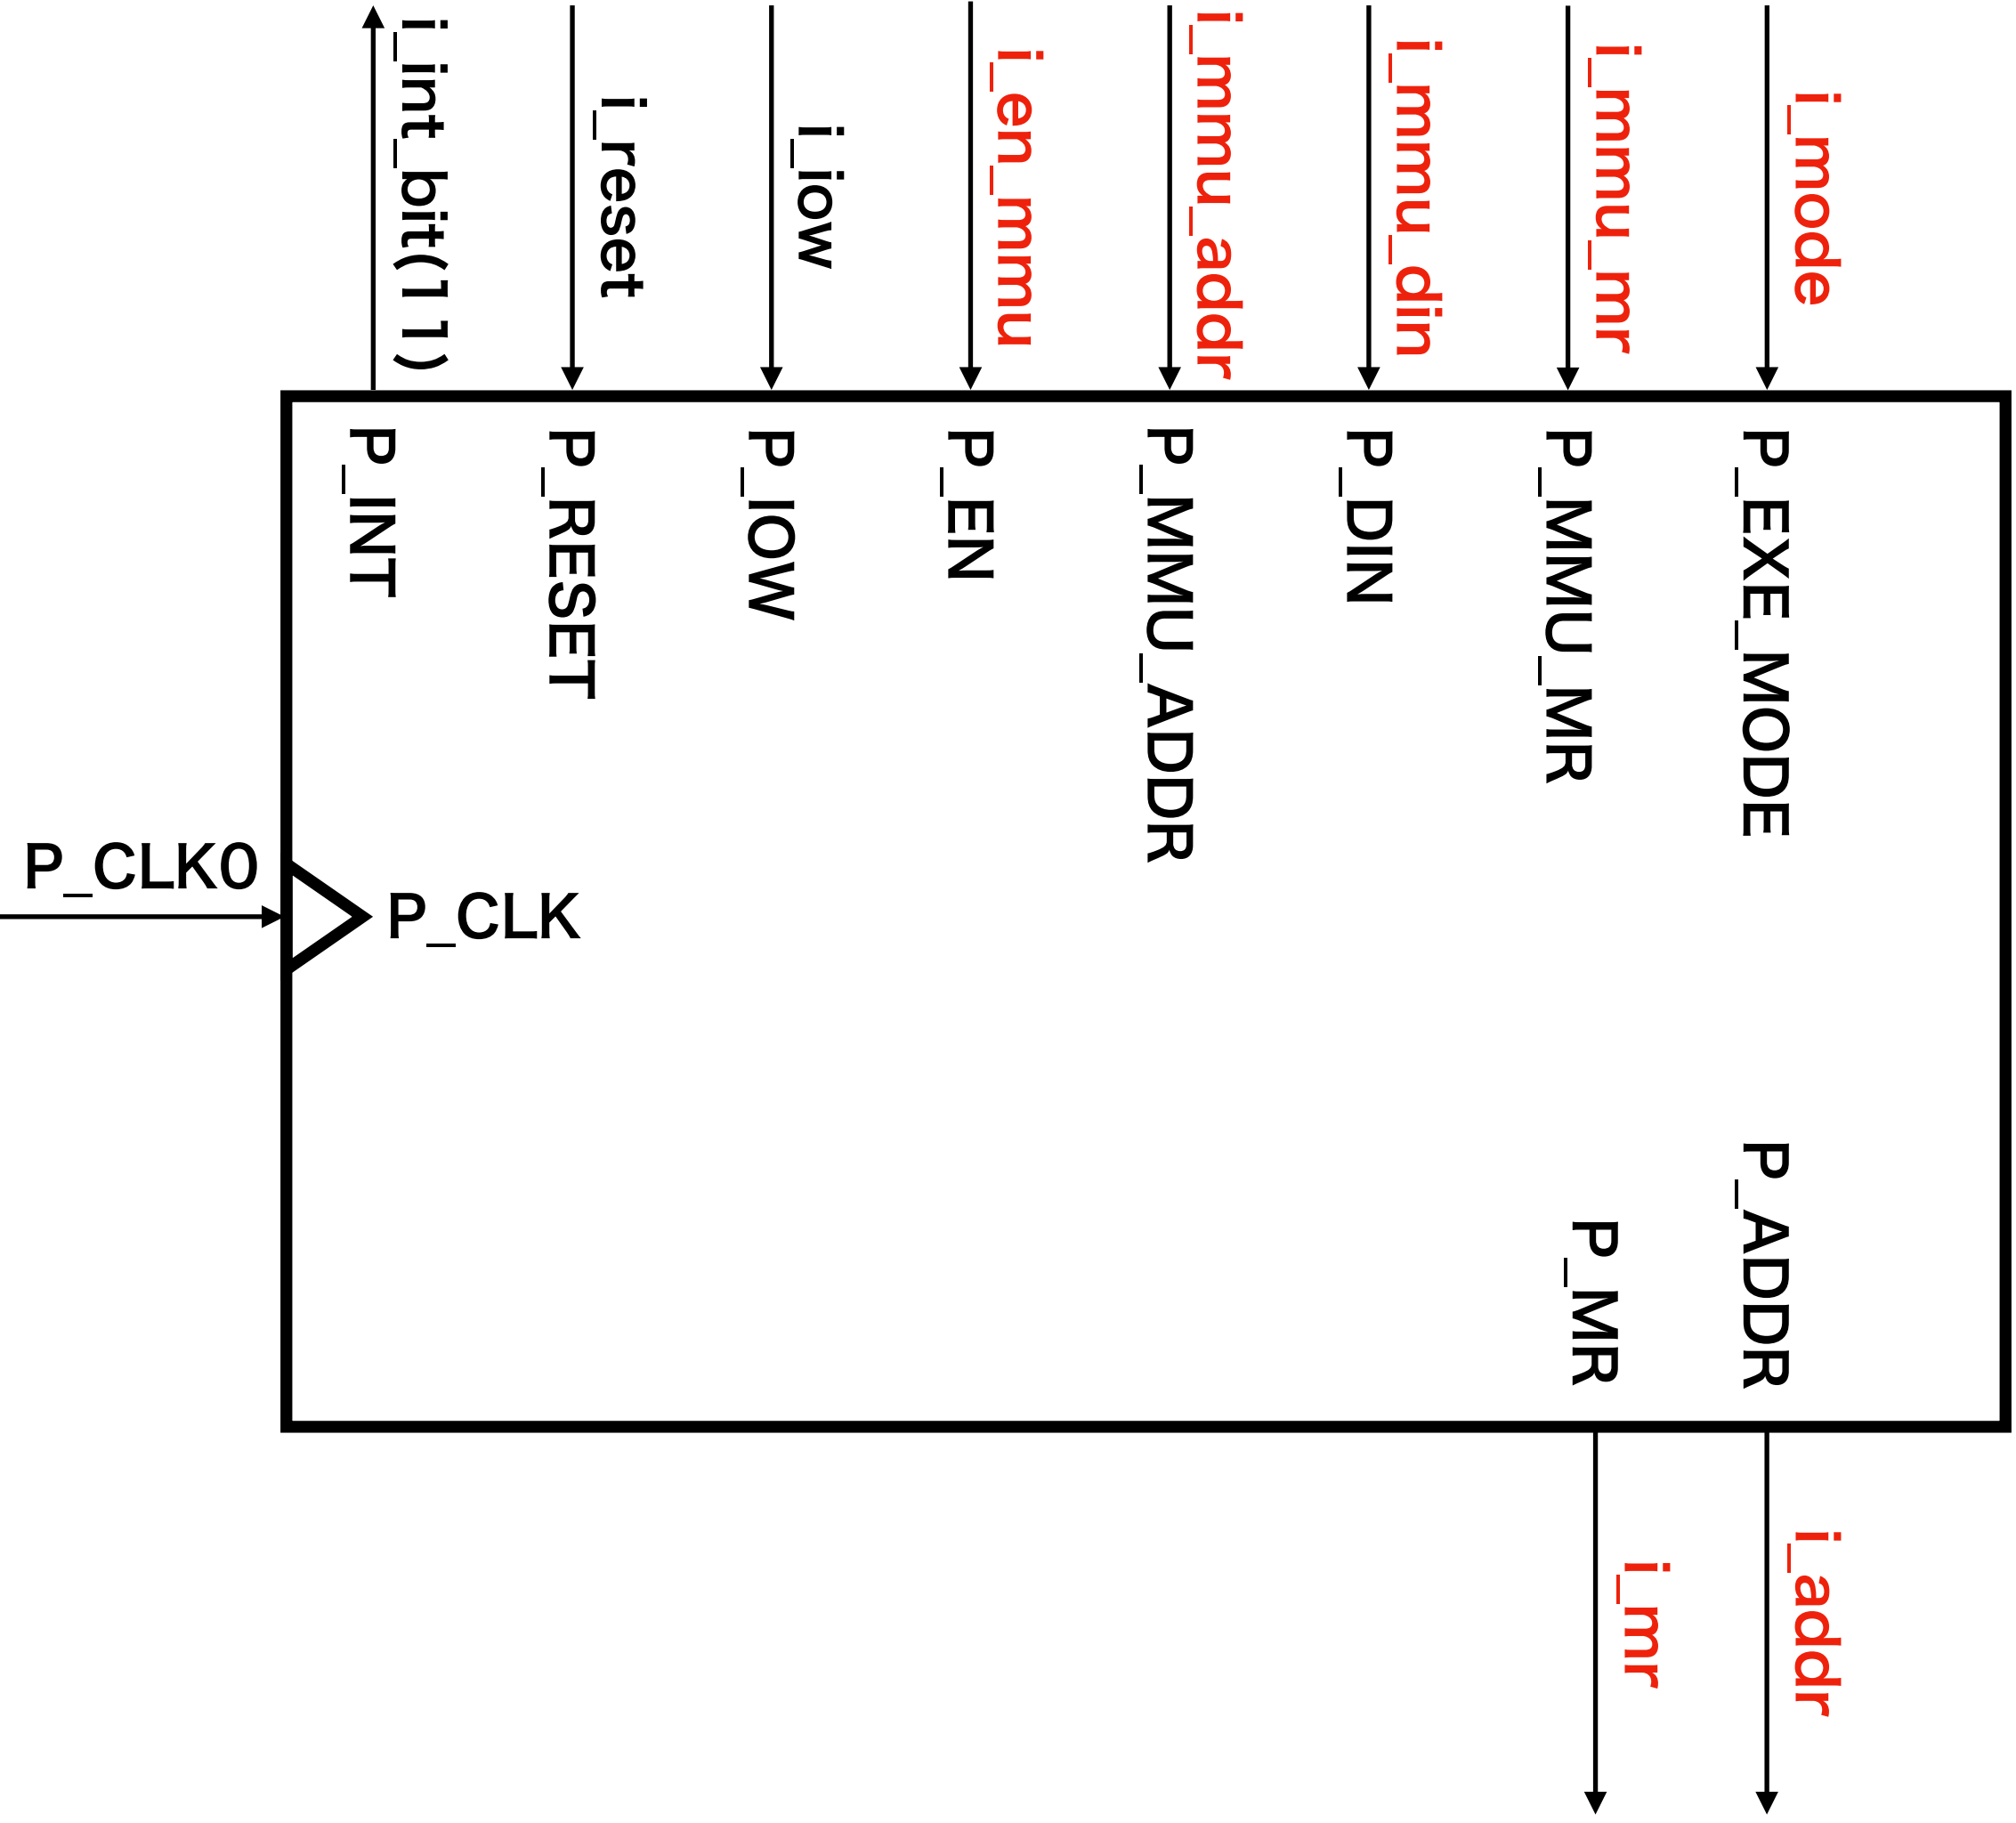 i_int_bit(11)
i_reset
i_iow
i_en_mmu
i_mmu_addr
i_mmu_din
i_mmu_mr
i_mode
P_INT
P_RESET
P_IOW
P_EN
P_MMU_ADDR
P_DIN
P_MMU_MR
P_EXE_MODE
P_CLK0
P_CLK
P_MR
P_ADDR
i_mr
i_addr